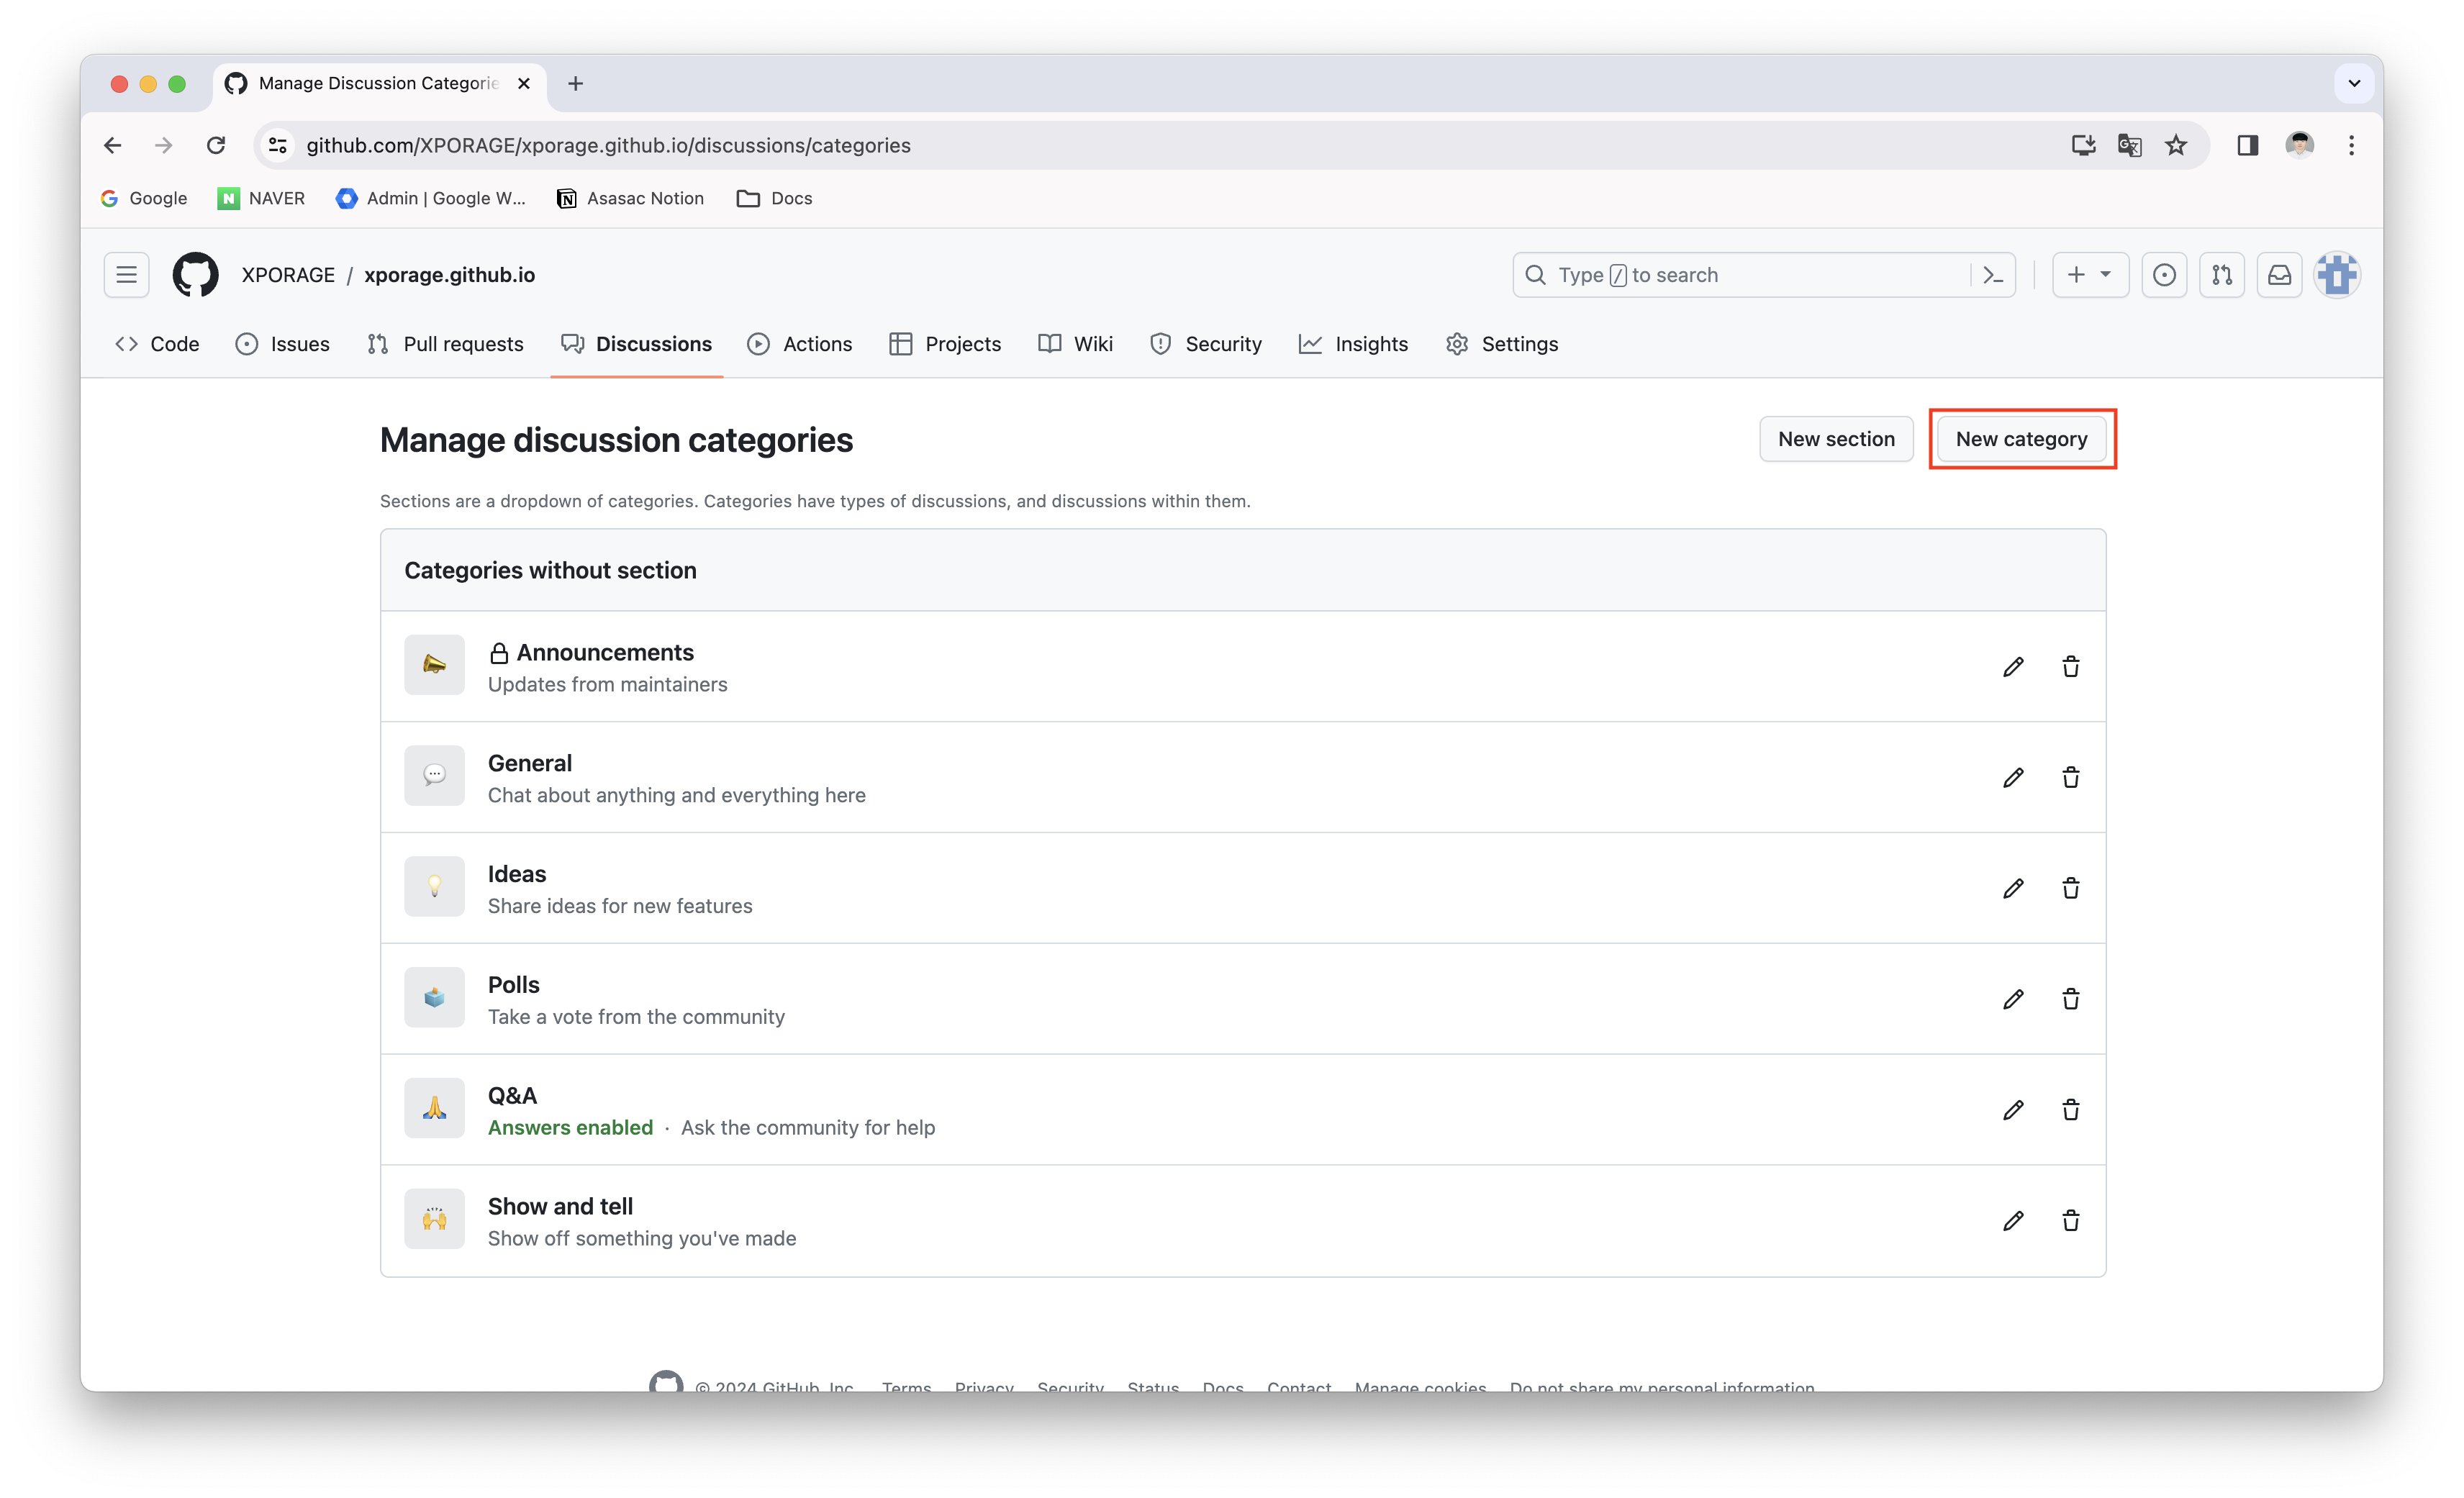 Manage Discussion Categorie
github.com/XPORAGE/xporage.github.io/discussions/categories
Google NAVER Admin | Google W... Asasac Notion Docs
XPORAGE / xporage.github.io Type / to search
Code Issues Pull requests Discussions Actions Projects Wiki Security Insights Settings
Manage discussion categories New section New category
Sections are a dropdown of categories. Categories have types of discussions, and discussions within them.
Categories without section
Announcements
Updates from maintainers
General
Chat about anything and everything here
Ideas
Share ideas for new features
Polls
Take a vote from the community
Q&A
Answers enabled · Ask the community for help
Show and tell
Show off something you've made
© 2024 GitHub, Inc. Terms Privacy Security Status Docs Contact Manage cookies Do not share my personal information